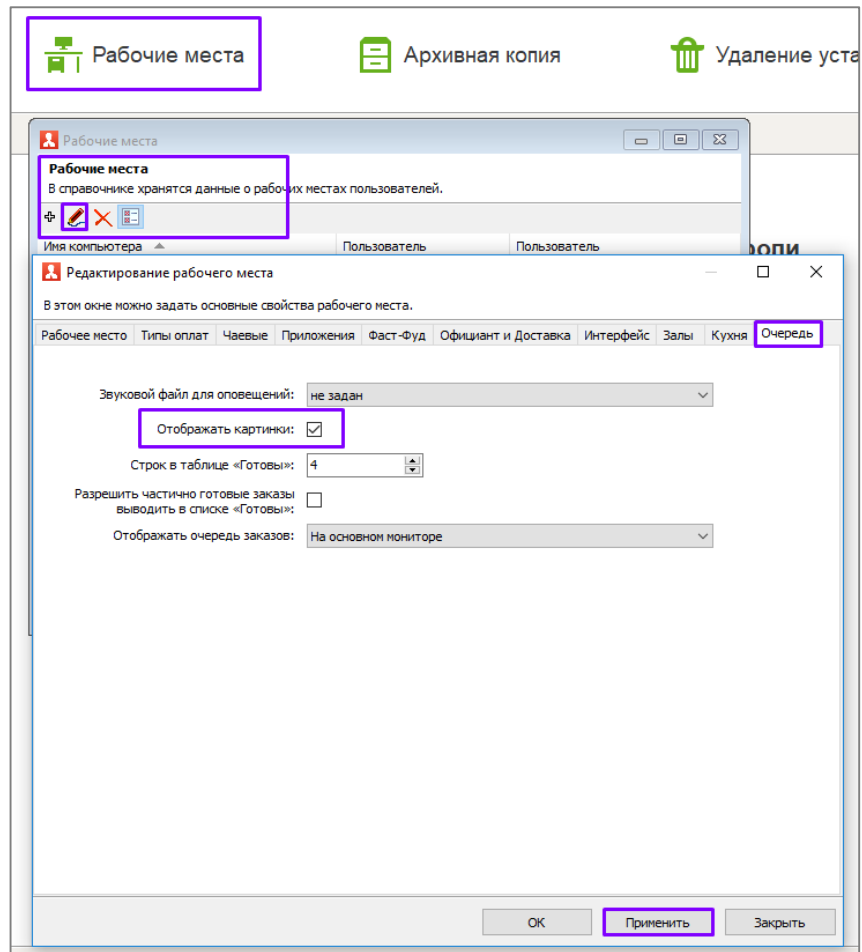 Рабочие места
Архивная копия
Удаление уста
Рабочие места
Рабочие места
В справочнике хранятся данные о рабочих местах пользователей.
Имя компьютера Пользователь Пользователь
Редактирование рабочего места
В этом окне можно задать основные свойства рабочего места.
Рабочее место Типы оплат Чаевые Приложения Фаст-Фуд Официант и Доставка Интерфейс Залы Кухня Очередь
Звуковой файл для оповещений: не задан
Отображать картинки:
Строк в таблице «Готовы»: 4
Разрешить частично готовые заказы
выводить в списке «Готовы»:
Отображать очередь заказов: На основном мониторе
OK Применить Закрыть